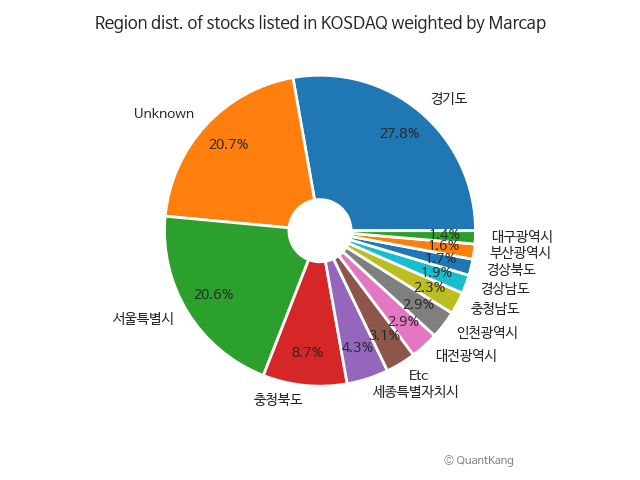 Region dist. of stocks listed in KOSDAQ weighted by Marcap
경기도
27.8%
Unknown
20.7%
서울특별시
20.6%
충청북도
8.7%
세종특별자치시
4.3%
Etc
3.1%
대전광역시
2.9%
인천광역시
2.9%
충청남도
2.3%
경상남도
1.9%
경상북도
1.7%
부산광역시
1.6%
대구광역시
1.4%
© QuantKang